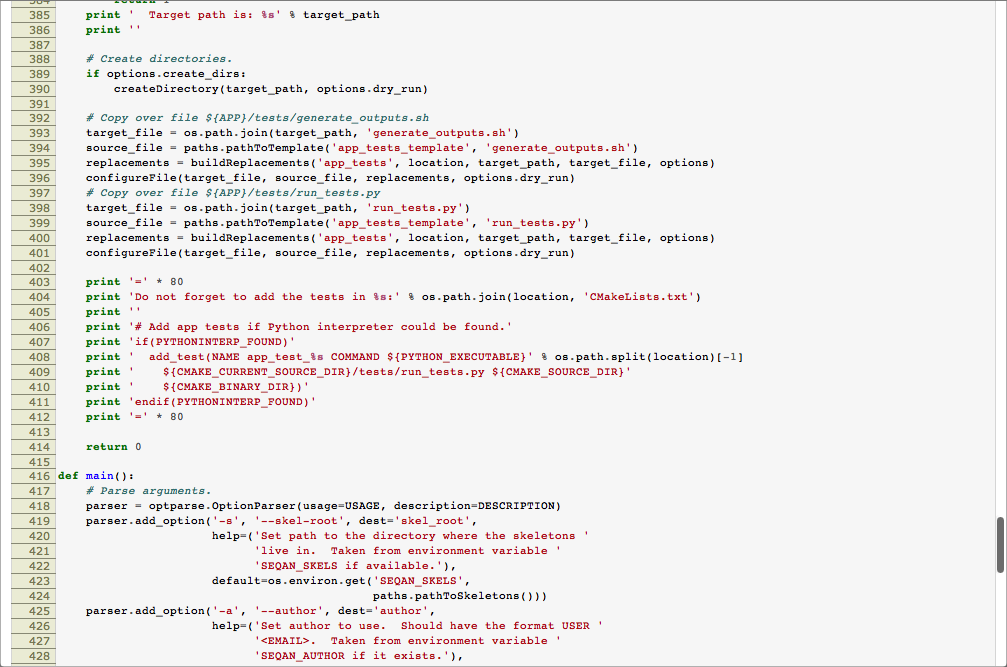 384         return 1
385     print '  Target path is: %s' % target_path
386     print ''
387
388     # Create directories.
389     if options.create_dirs:
390         createDirectory(target_path, options.dry_run)
391
392     # Copy over file ${APP}/tests/generate_outputs.sh
393     target_file = os.path.join(target_path, 'generate_outputs.sh')
394     source_file = paths.pathToTemplate('app_tests_template', 'generate_outputs.sh')
395     replacements = buildReplacements('app_tests', location, target_path, target_file, options)
396     configureFile(target_file, source_file, replacements, options.dry_run)
397     # Copy over file ${APP}/tests/run_tests.py
398     target_file = os.path.join(target_path, 'run_tests.py')
399     source_file = paths.pathToTemplate('app_tests_template', 'run_tests.py')
400     replacements = buildReplacements('app_tests', location, target_path, target_file, options)
401     configureFile(target_file, source_file, replacements, options.dry_run)
402
403     print '=' * 80
404     print 'Do not forget to add the tests in %s:' % os.path.join(location, 'CMakeLists.txt')
405     print ''
406     print '# Add app tests if Python interpreter could be found.'
407     print 'if(PYTHONINTERP_FOUND)'
408     print '  add_test(NAME app_test_%s COMMAND ${PYTHON_EXECUTABLE}' % os.path.split(location)[-1]
409     print '    ${CMAKE_CURRENT_SOURCE_DIR}/tests/run_tests.py ${CMAKE_SOURCE_DIR}'
410     print '    ${CMAKE_BINARY_DIR})'
411     print 'endif(PYTHONINTERP_FOUND)'
412     print '=' * 80
413
414     return 0
415
416 def main():
417     # Parse arguments.
418     parser = optparse.OptionParser(usage=USAGE, description=DESCRIPTION)
419     parser.add_option('-s', '--skel-root', dest='skel_root',
420                       help=('Set path to the directory where the skeletons '
421                             'live in.  Taken from environment variable '
422                             'SEQAN_SKELS if available.'),
423                       default=os.environ.get('SEQAN_SKELS',
424                                              paths.pathToSkeletons()))
425     parser.add_option('-a', '--author', dest='author',
426                       help=('Set author to use.  Should have the format USER '
427                             '<EMAIL>.  Taken from environment variable '
428                             'SEQAN_AUTHOR if it exists.'),